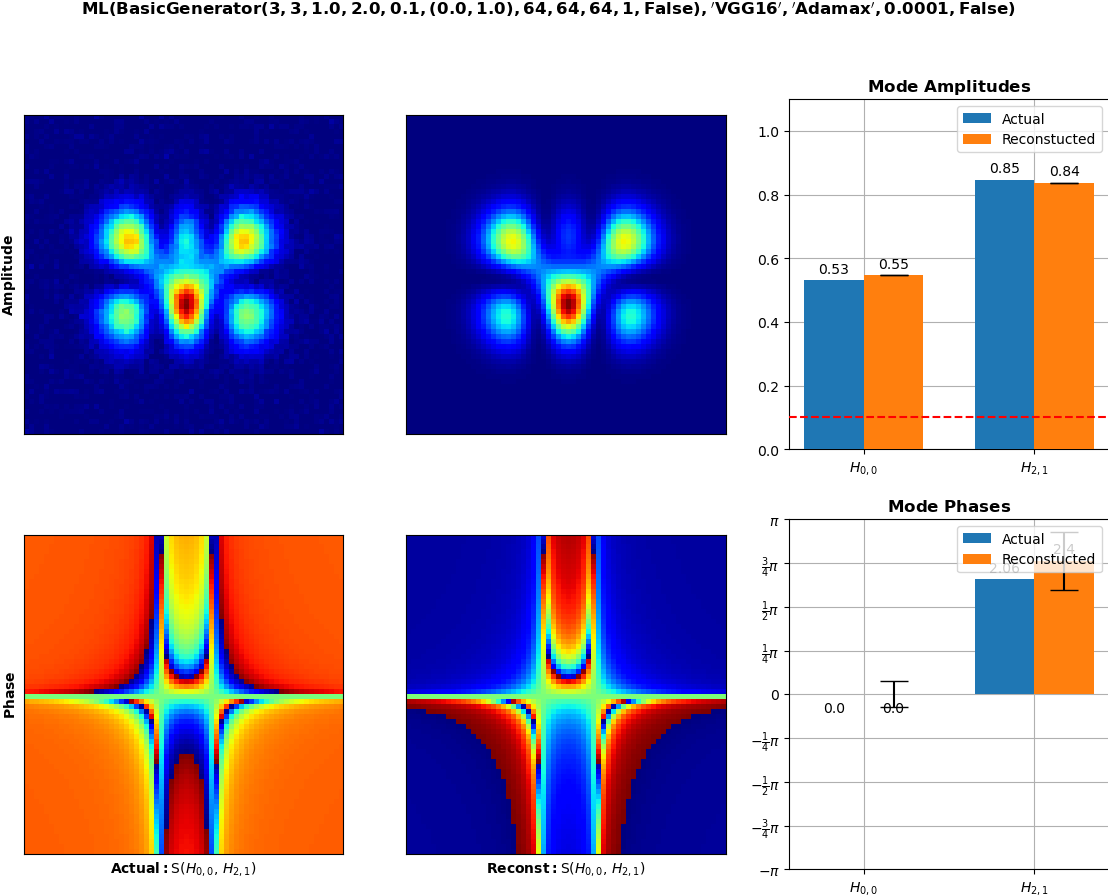 ML(BasicGenerator(3, 3, 1.0, 2.0, 0.1, (0.0, 1.0), 64, 64, 64, 1, False), ′VGG16′, ′Adamax′, 0.0001, False)
Amplitude
Mode Amplitudes
Actual
Reconstucted
1.0
0.8
0.6
0.4
0.2
0.0
0.53
0.55
0.85
0.84
H0, 0
H2, 1
Phase
Actual: S(H0, 0, H2, 1)
Reconst: S(H0, 0, H2, 1)
Mode Phases
Actual
Reconstucted
π
3/4π
1/2π
1/4π
0
−1/4π
−1/2π
−3/4π
−π
0.0
0.0
2.06
2.4
H0, 0
H2, 1